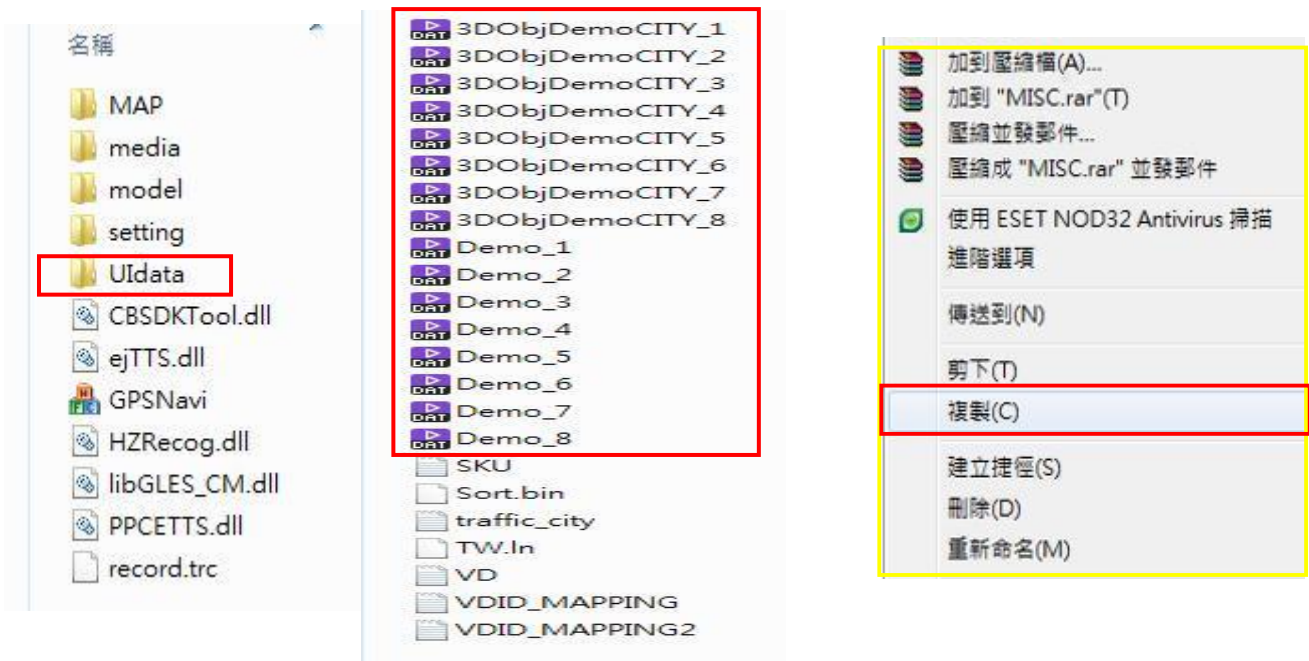 名稱
MAP
media
model
setting
UIdata
CBSDKTool.dll
ejTTS.dll
GPSNavi
HZRecog.dll
libGLES_CM.dll
PPCETTS.dll
record.trc
3DObjDemoCITY_1
3DObjDemoCITY_2
3DObjDemoCITY_3
3DObjDemoCITY_4
3DObjDemoCITY_5
3DObjDemoCITY_6
3DObjDemoCITY_7
3DObjDemoCITY_8
Demo_1
Demo_2
Demo_3
Demo_4
Demo_5
Demo_6
Demo_7
Demo_8
SKU
Sort.bin
traffic_city
TW.ln
VD
VDID_MAPPING
VDID_MAPPING2
加到壓縮檔(A)...
加到 "MISC.rar"(T)
壓縮並發郵件...
壓縮成 "MISC.rar" 並發郵件
使用 ESET NOD32 Antivirus 掃描
進階選項
傳送到(N)
剪下(T)
複製(C)
建立捷徑(S)
刪除(D)
重新命名(M)